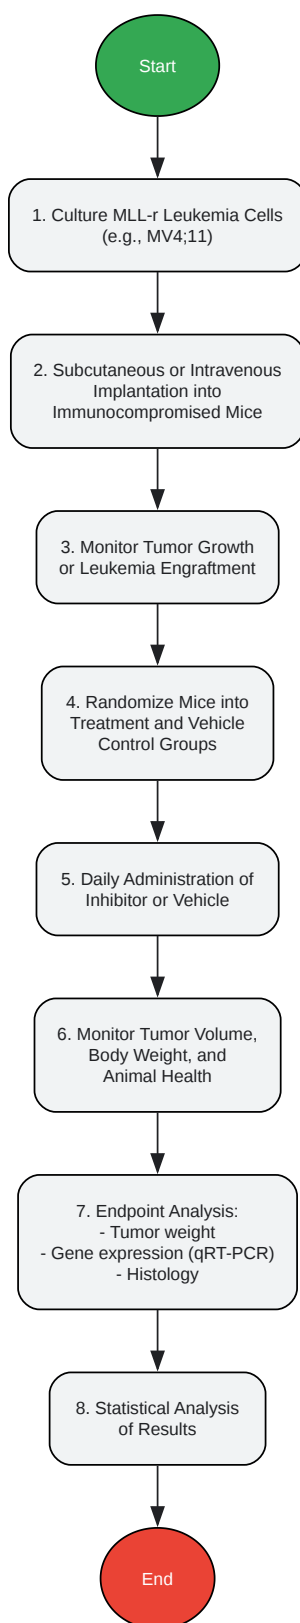 Start
1. Culture MLL-r Leukemia Cells
(e.g., MV4;11)
2. Subcutaneous or Intravenous
Implantation into
Immunocompromised Mice
3. Monitor Tumor Growth
or Leukemia Engraftment
4. Randomize Mice into
Treatment and Vehicle
Control Groups
5. Daily Administration of
Inhibitor or Vehicle
6. Monitor Tumor Volume,
Body Weight, and
Animal Health
7. Endpoint Analysis:
- Tumor weight
- Gene expression (qRT-PCR)
- Histology
8. Statistical Analysis
of Results
End